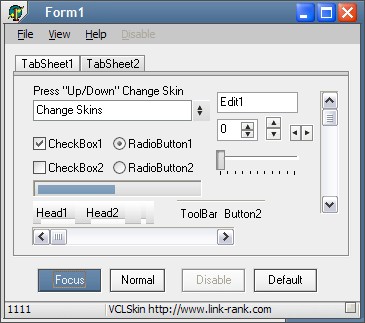 Form1
File View Help Disable
TabSheet1 TabSheet2
Press "Up/Down" Change Skin
Edit1
Change Skins
0
CheckBox1 RadioButton1
CheckBox2 RadioButton2
Head1 Head2
ToolBar Button2
Focus Normal Disable Default
1111 VCLSkin http://www.link-rank.com